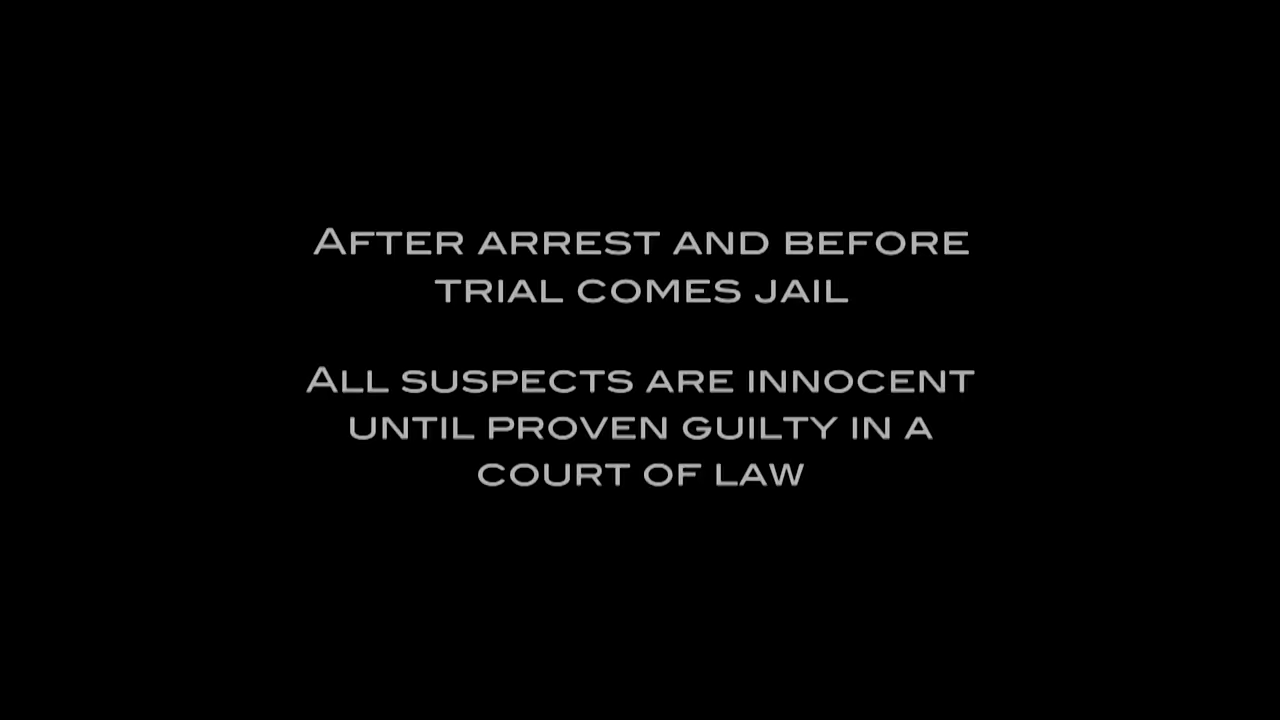 After arrest and before
trial comes jail
All suspects are innocent
until proven guilty in a
court of law